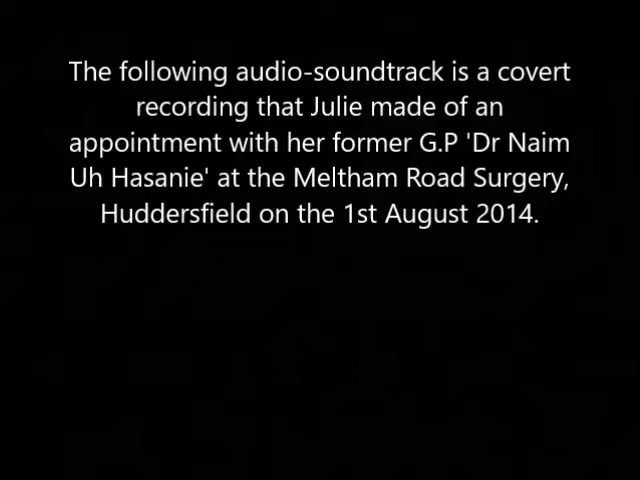 The following audio-soundtrack is a covert
recording that Julie made of an
appointment with her former G.P 'Dr Naim
Uh Hasanie' at the Meltham Road Surgery,
Huddersfield on the 1st August 2014.